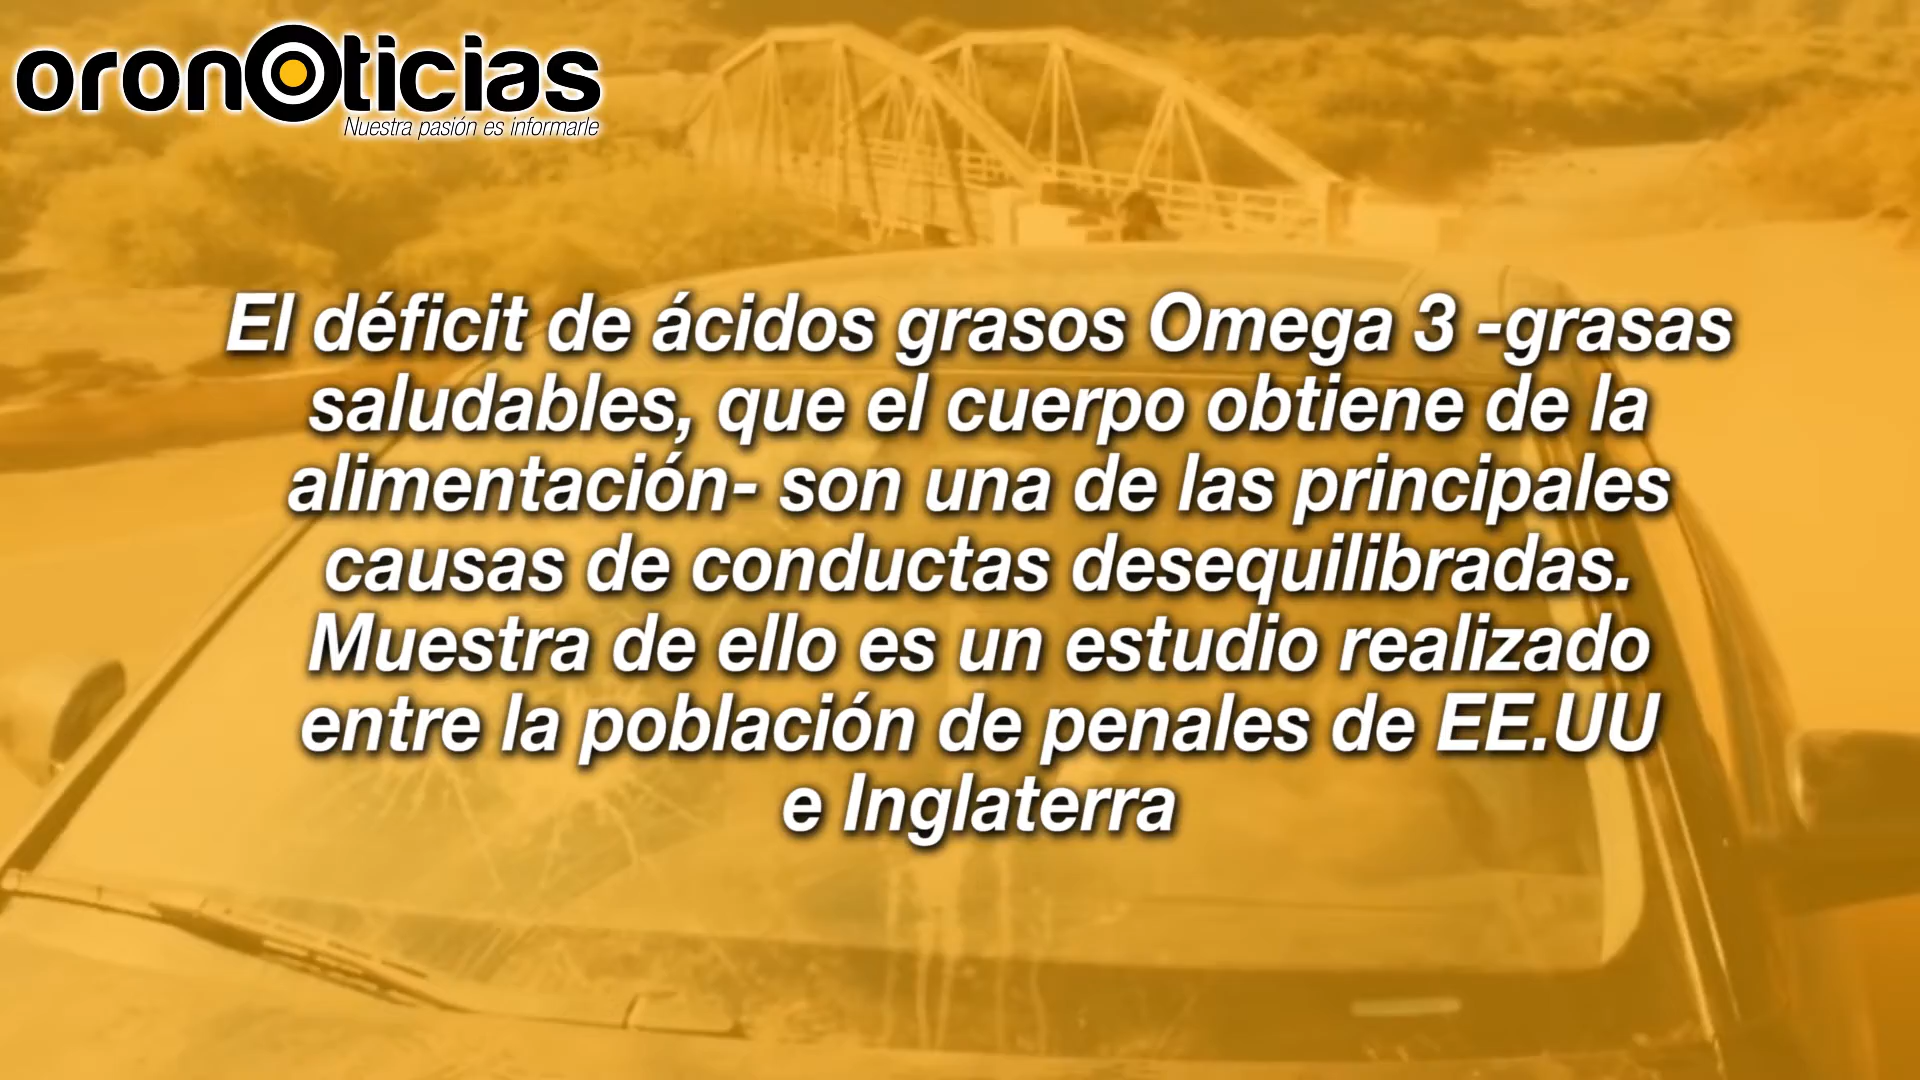 oronOticias
Nuestra pasión es informarle
El déficit de ácidos grasos Omega 3 -grasas
saludables, que el cuerpo obtiene de la
alimentación- son una de las principales
causas de conductas desequilibradas.
Muestra de ello es un estudio realizado
entre la población de penales de EE.UU
e Inglaterra